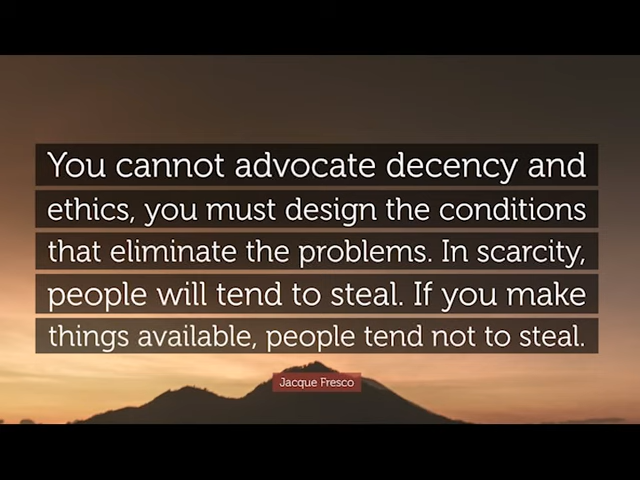 You cannot advocate decency and
ethics, you must design the conditions
that eliminate the problems. In scarcity,
people will tend to steal. If you make
things available, people tend not to steal.
Jacque Fresco